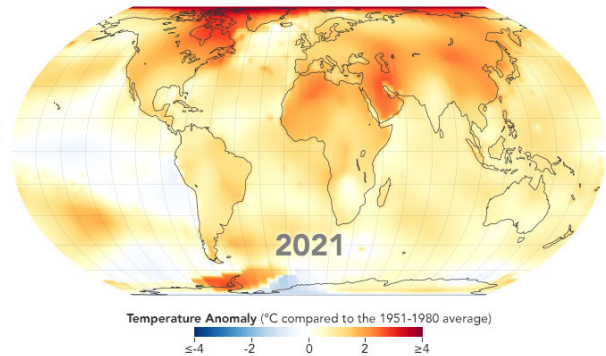 2021
Temperature Anomaly (°C compared to the 1951-1980 average)
≤-4 -2 0 2 ≥4